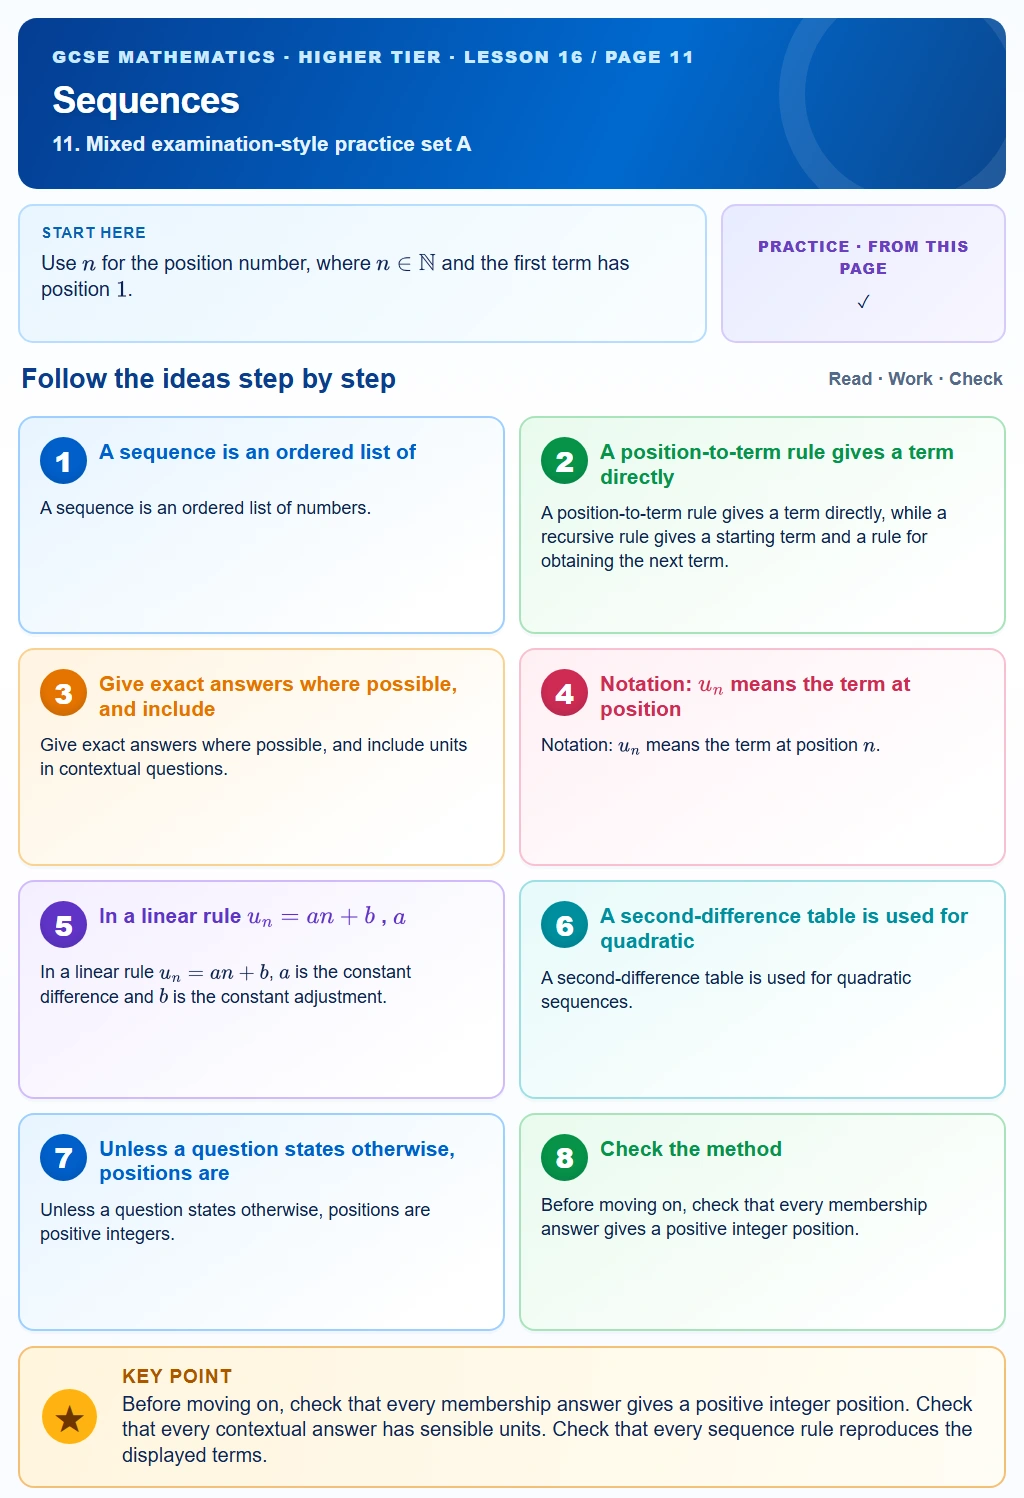 GCSE MATHEMATICS · HIGHER TIER · LESSON 16 / PAGE 11
Sequences
11. Mixed examination-style practice set A
START HERE
Use n for the position number, where n ∈ ℕ and the first term has
position 1.
PRACTICE · FROM THIS
PAGE
✓
Follow the ideas step by step
Read · Work · Check
1
A sequence is an ordered list of
A sequence is an ordered list of numbers.
2
A position-to-term rule gives a term
directly
A position-to-term rule gives a term directly, while a
recursive rule gives a starting term and a rule for
obtaining the next term.
3
Give exact answers where possible,
and include
Give exact answers where possible, and include units
in contextual questions.
4
Notation: uₙ means the term at
position
Notation: uₙ means the term at position n.
5
In a linear rule uₙ = an + b , a
In a linear rule uₙ = an + b, a is the constant
difference and b is the constant adjustment.
6
A second-difference table is used for
quadratic
A second-difference table is used for quadratic
sequences.
7
Unless a question states otherwise,
positions are
Unless a question states otherwise, positions are
positive integers.
8
Check the method
Before moving on, check that every membership
answer gives a positive integer position.
KEY POINT
Before moving on, check that every membership answer gives a positive integer position. Check
that every contextual answer has sensible units. Check that every sequence rule reproduces the
displayed terms.